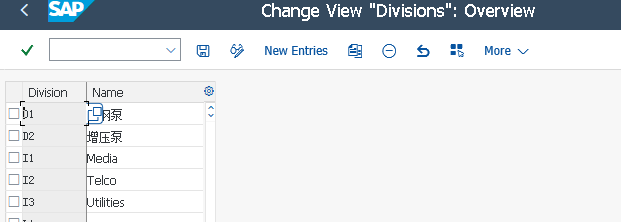 SAP Change View "Divisions": Overview
New Entries More
Division Name
D1 泵
D2 增压泵
I1 Media
I2 Telco
I3 Utilities